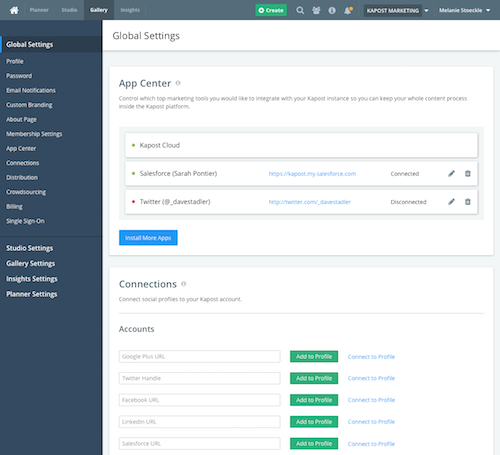 Planner Studio Gallery Insights Create KAPOST MARKETING Melanie Stoeckle
Global Settings
Profile
Password
Email Notifications
Custom Branding
About Page
Membership Settings
App Center
Connections
Distribution
Crowdsourcing
Billing
Single Sign-On
Studio Settings
Gallery Settings
Insights Settings
Planner Settings
Global Settings
App Center
Control which top marketing tools you would like to integrate with your Kapost instance so you can keep your whole content process
inside the Kapost platform.
Kapost Cloud
Salesforce (Sarah Pontier) https://kapost.my.salesforce.com Connected
Twitter (@_davestadler) http://twitter.com/_davestadler Disconnected
Install More Apps
Connections
Connect social profiles to your Kapost account.
Accounts
Google Plus URL Add to Profile Connect to Profile
Twitter Handle Add to Profile Connect to Profile
Facebook URL Add to Profile Connect to Profile
LinkedIn URL Add to Profile Connect to Profile
Salesforce URL Add to Profile Connect to Profile